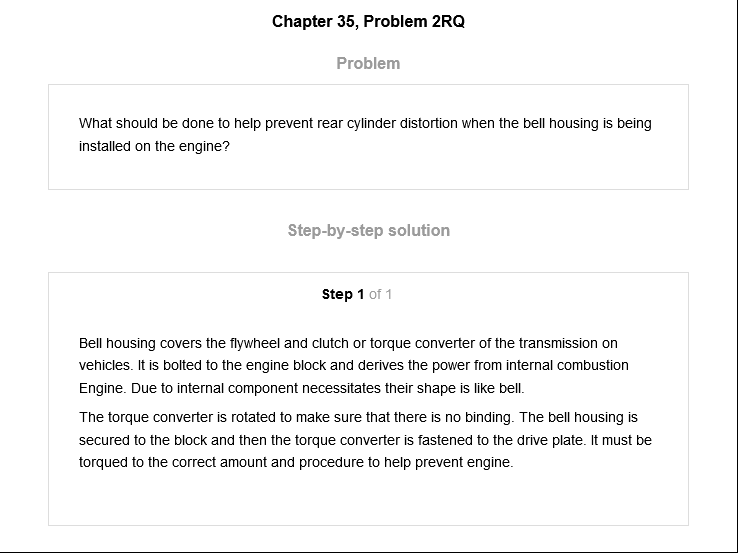 Chapter 35, Problem 2RQ
Problem
What should be done to help prevent rear cylinder distortion when the bell housing is being
installed on the engine?
Step-by-step solution
Step 1 of 1
Bell housing covers the flywheel and clutch or torque converter of the transmission on
vehicles. It is bolted to the engine block and derives the power from internal combustion
Engine. Due to internal component necessitates their shape is like bell.
The torque converter is rotated to make sure that there is no binding. The bell housing is
secured to the block and then the torque converter is fastened to the drive plate. It must be
torqued to the correct amount and procedure to help prevent engine.